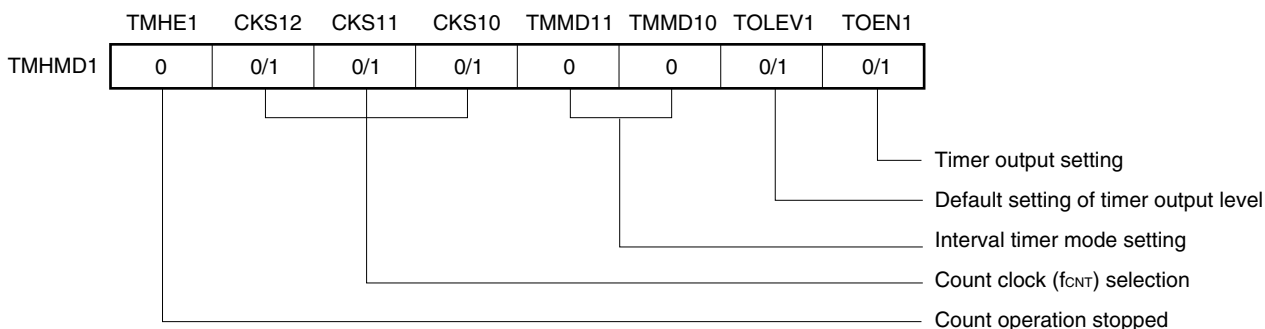 TMHE1 CKS12 CKS11 CKS10 TMMD11 TMMD10 TOLEV1 TOEN1
TMHMD1 0 0/1 0/1 0/1 0 0 0/1 0/1
Timer output setting
Default setting of timer output level
Interval timer mode setting
Count clock (fCNT) selection
Count operation stopped